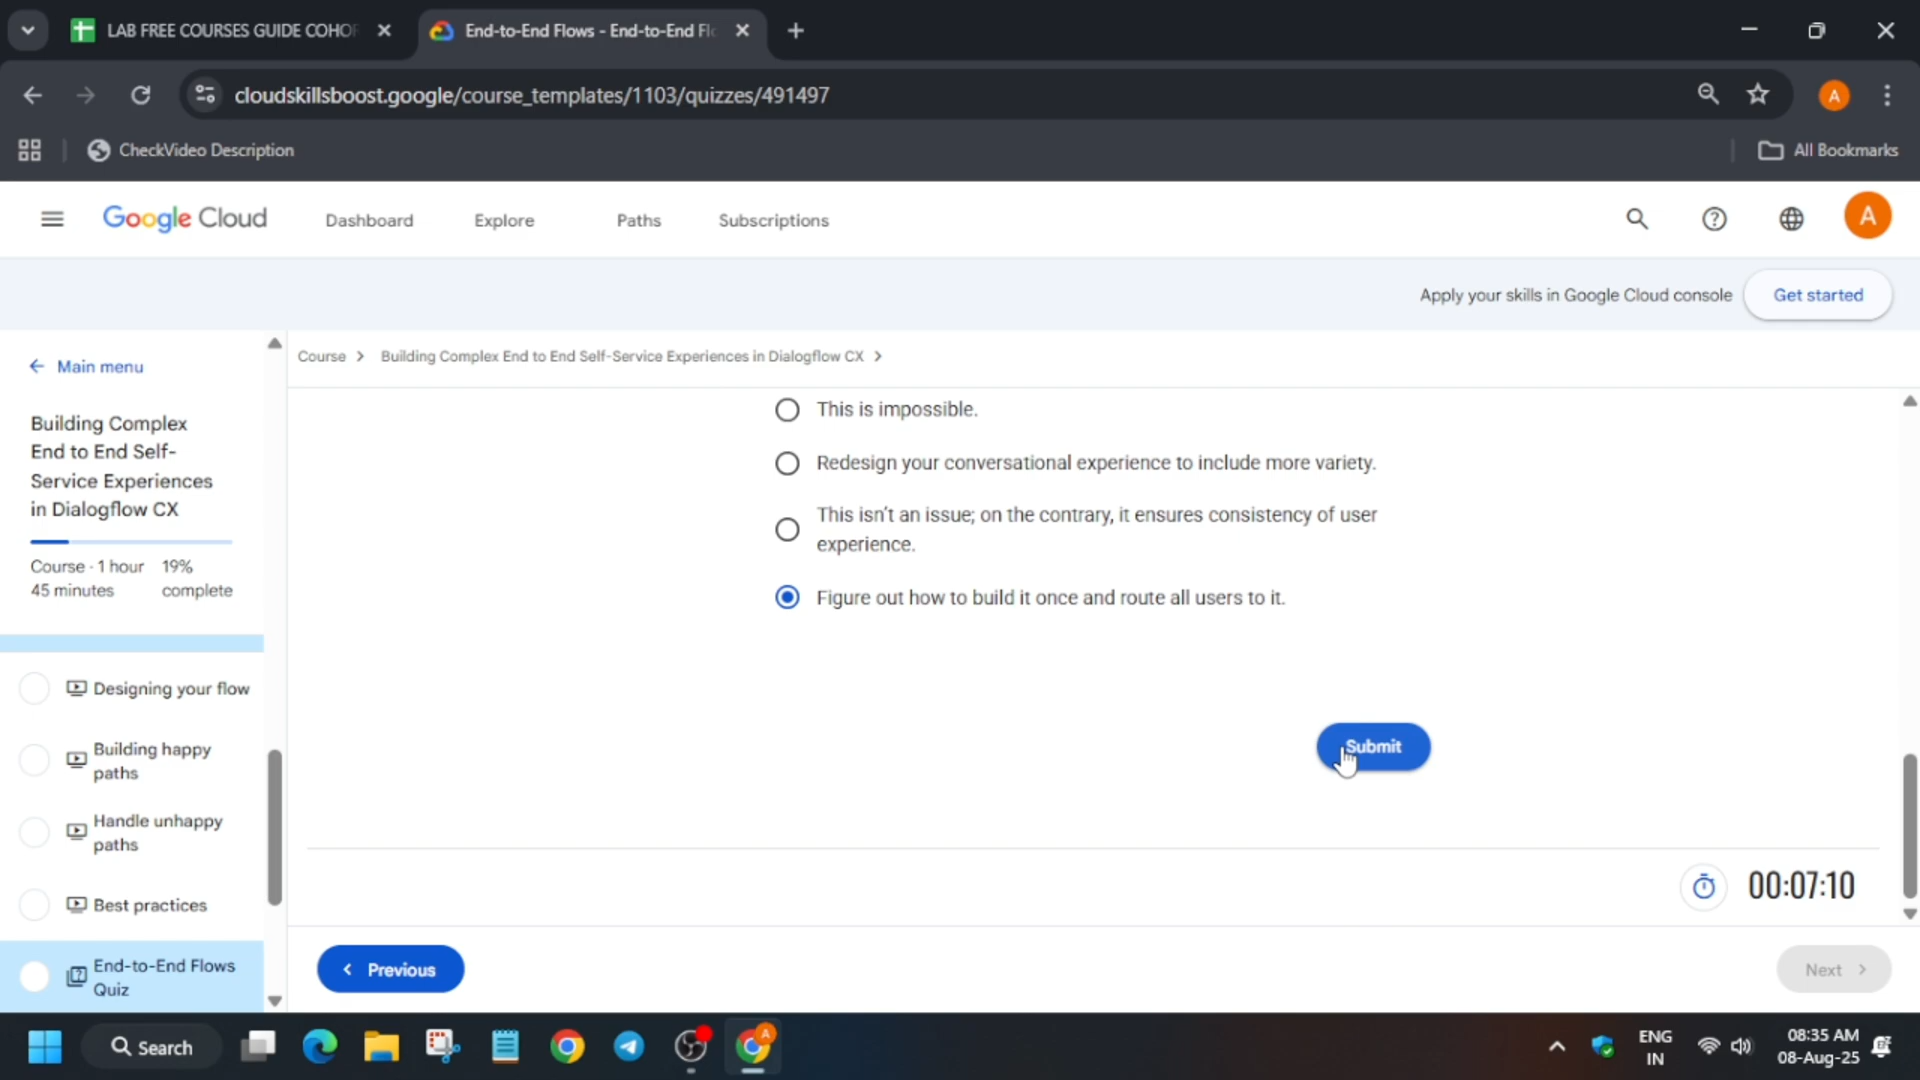 LAB FREE COURSES GUIDE COHOR
End-to-End Flows - End-to-End Fl
cloudskillsboost.google/course_templates/1103/quizzes/491497
A
CheckVideo Description
All Bookmarks
Google Cloud
Dashboard
Explore
Paths
Subscriptions
A
Apply your skills in Google Cloud console
Get started
Main menu
Building Complex
End to End Self-
Service Experiences
in Dialogflow CX
Course · 1 hour
45 minutes
19%
complete
Designing your flow
Building happy
paths
Handle unhappy
paths
Best practices
End-to-End Flows
Quiz
Course > Building Complex End to End Self-Service Experiences in Dialogflow CX >
This is impossible.
Redesign your conversational experience to include more variety.
This isn't an issue; on the contrary, it ensures consistency of user
experience.
Figure out how to build it once and route all users to it.
Submit
00:07:10
Previous
Next
Search
A
ENG
IN
08:35 AM
08-Aug-25